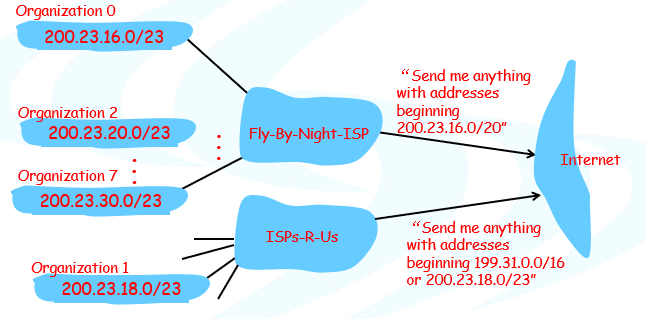 Organization 0
200.23.16.0/23
Organization 2
200.23.20.0/23
Organization 7
200.23.30.0/23
Fly-By-Night-ISP
“Send me anything
with addresses
beginning
200.23.16.0/20”
Internet
ISPs-R-Us
Organization 1
200.23.18.0/23
“Send me anything
with addresses
beginning 199.31.0.0/16
or 200.23.18.0/23”